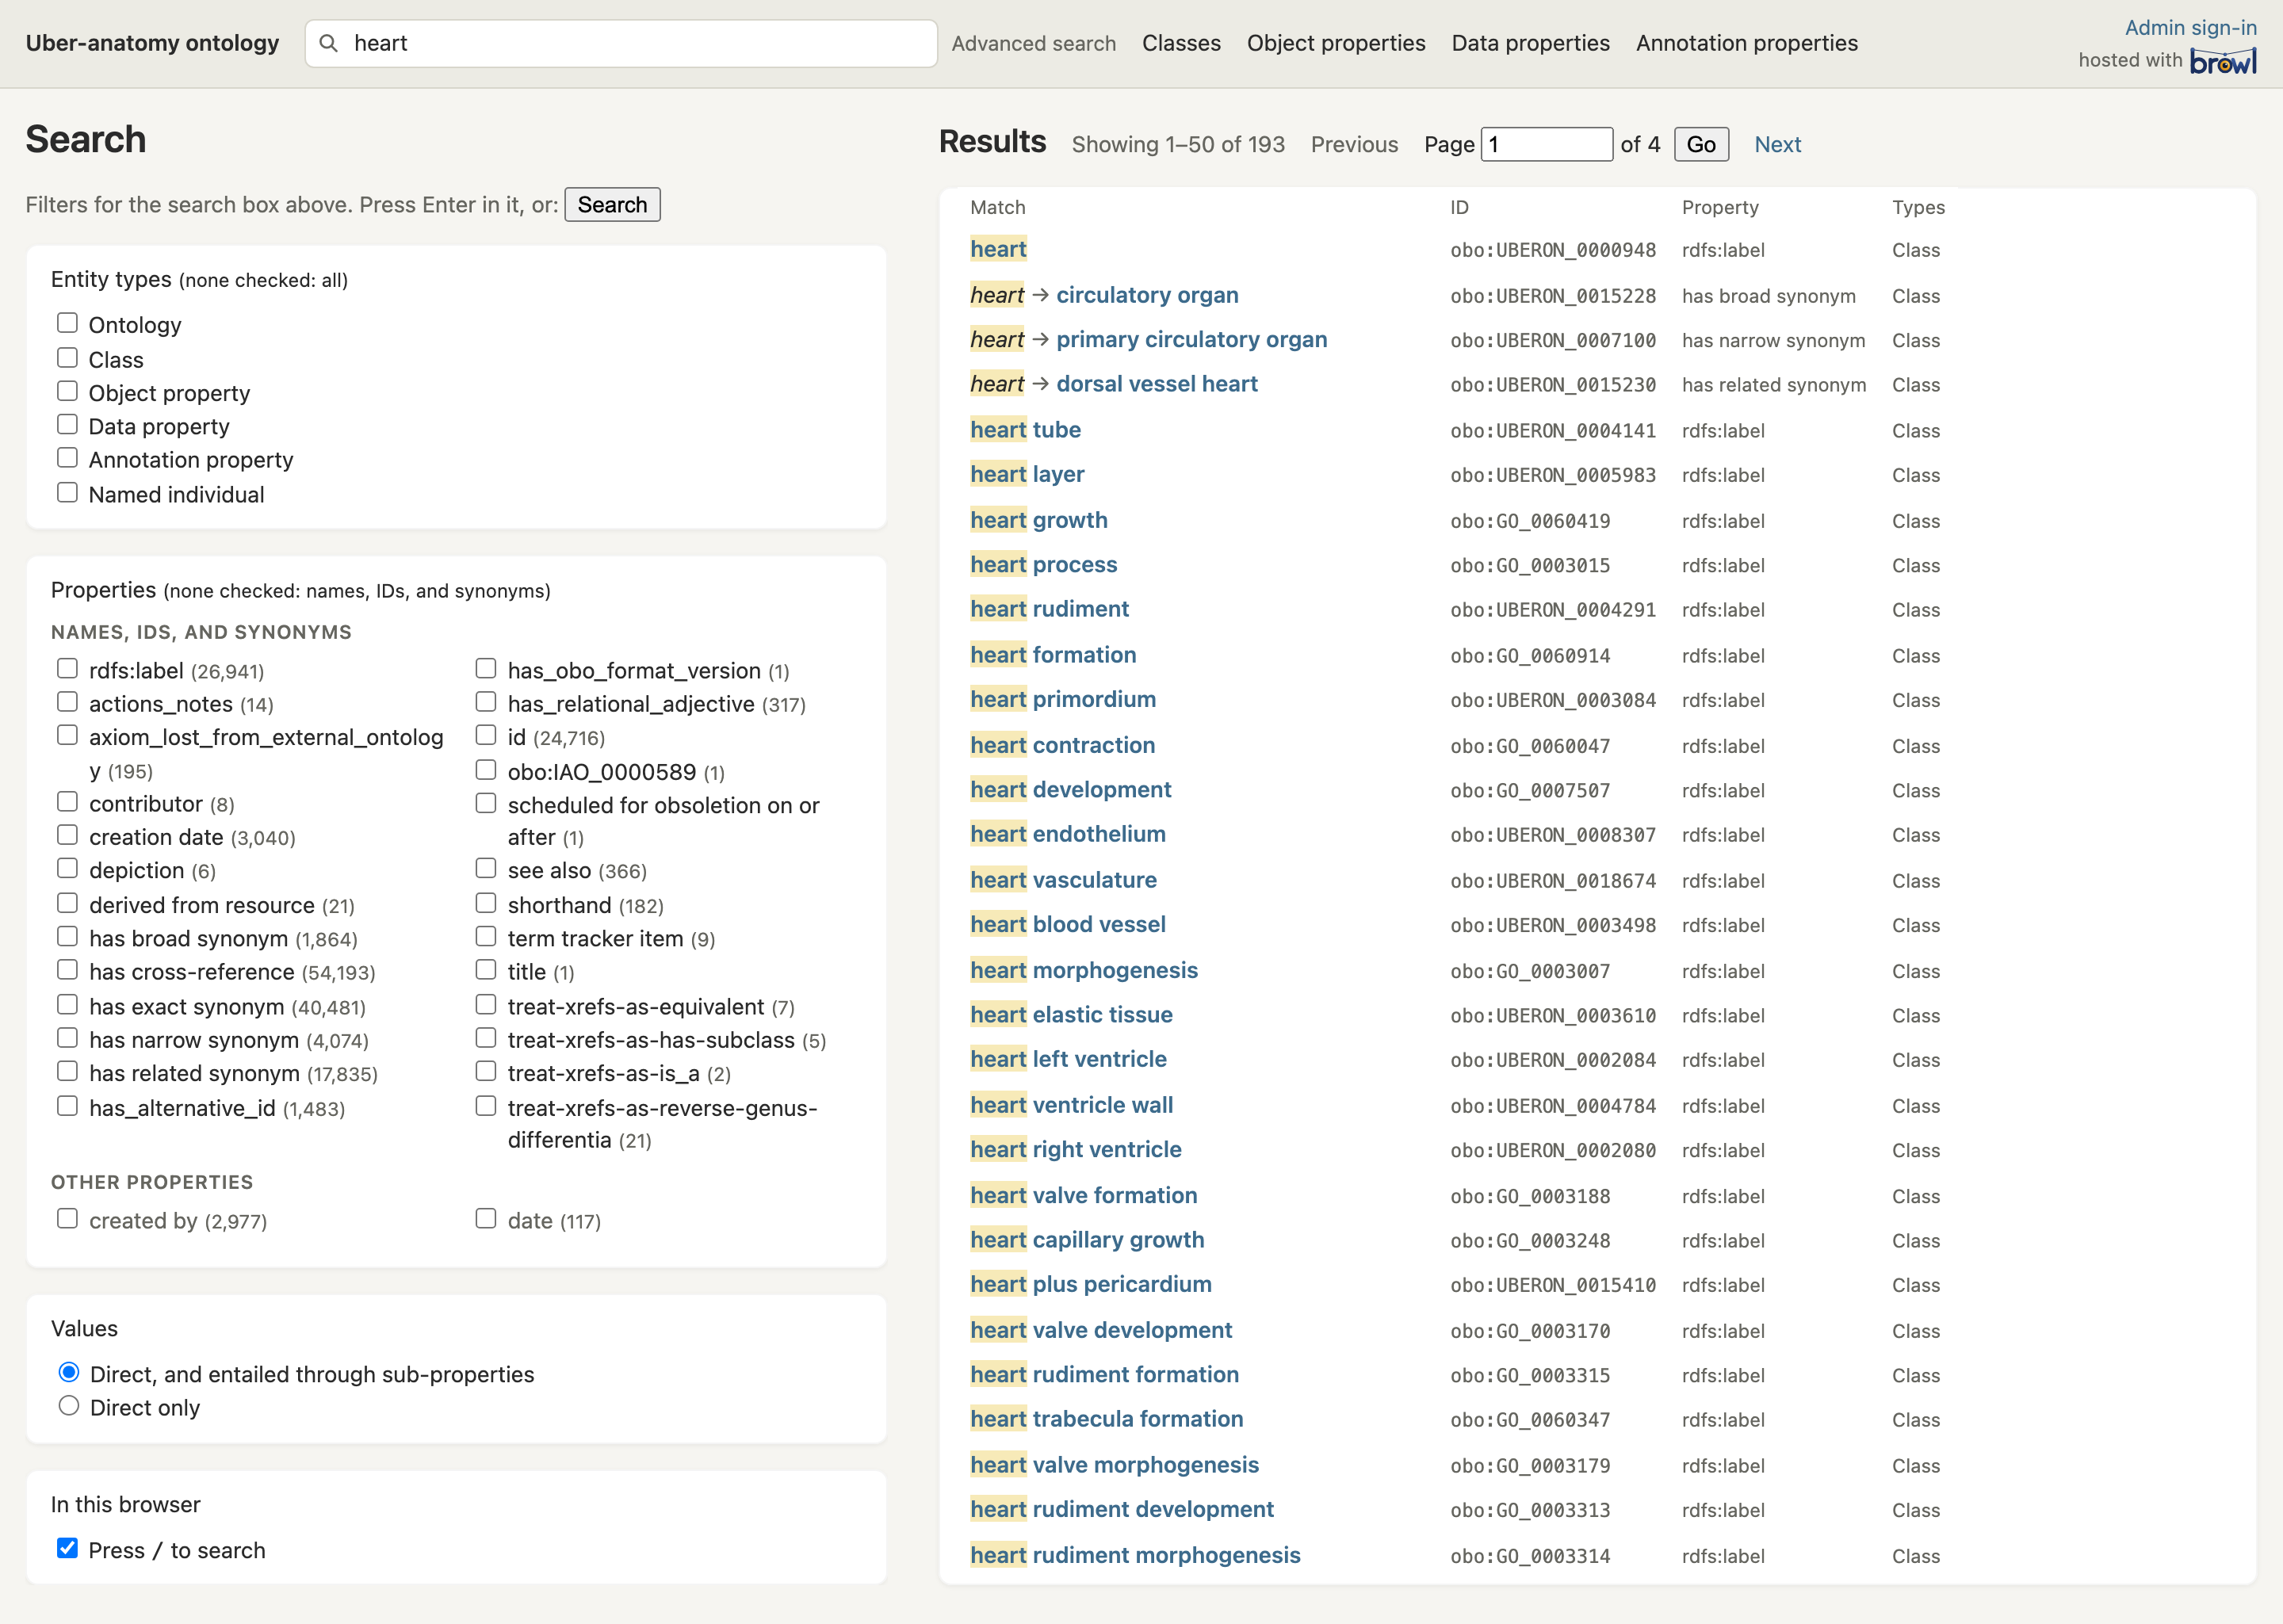 Uber-anatomy ontology
heart
Advanced search
Classes
Object properties
Data properties
Annotation properties
Admin sign-in
hosted with browl
Search
Filters for the search box above. Press Enter in it, or: Search
Entity types (none checked: all)
Ontology
Class
Object property
Data property
Annotation property
Named individual
Properties (none checked: names, IDs, and synonyms)
NAMES, IDS, AND SYNONYMS
rdfs:label (26,941)
actions_notes (14)
axiom_lost_from_external_ontolog
y (195)
contributor (8)
creation date (3,040)
depiction (6)
derived from resource (21)
has broad synonym (1,864)
has cross-reference (54,193)
has exact synonym (40,481)
has narrow synonym (4,074)
has related synonym (17,835)
has_alternative_id (1,483)
has_obo_format_version (1)
has_relational_adjective (317)
id (24,716)
obo:IAO_0000589 (1)
scheduled for obsoletion on or
after (1)
see also (366)
shorthand (182)
term tracker item (9)
title (1)
treat-xrefs-as-equivalent (7)
treat-xrefs-as-has-subclass (5)
treat-xrefs-as-is_a (2)
treat-xrefs-as-reverse-genus-
differentia (21)
OTHER PROPERTIES
created by (2,977)
date (117)
Values
Direct, and entailed through sub-properties
Direct only
In this browser
Press / to search
Results Showing 1–50 of 193 Previous Page 1 of 4 Go Next
Match ID Property Types
heart obo:UBERON_0000948 rdfs:label Class
heart → circulatory organ obo:UBERON_0015228 has broad synonym Class
heart → primary circulatory organ obo:UBERON_0007100 has narrow synonym Class
heart → dorsal vessel heart obo:UBERON_0015230 has related synonym Class
heart tube obo:UBERON_0004141 rdfs:label Class
heart layer obo:UBERON_0005983 rdfs:label Class
heart growth obo:GO_0060419 rdfs:label Class
heart process obo:GO_0003015 rdfs:label Class
heart rudiment obo:UBERON_0004291 rdfs:label Class
heart formation obo:GO_0060914 rdfs:label Class
heart primordium obo:UBERON_0003084 rdfs:label Class
heart contraction obo:GO_0060047 rdfs:label Class
heart development obo:GO_0007507 rdfs:label Class
heart endothelium obo:UBERON_0008307 rdfs:label Class
heart vasculature obo:UBERON_0018674 rdfs:label Class
heart blood vessel obo:UBERON_0003498 rdfs:label Class
heart morphogenesis obo:GO_0003007 rdfs:label Class
heart elastic tissue obo:UBERON_0003610 rdfs:label Class
heart left ventricle obo:UBERON_0002084 rdfs:label Class
heart ventricle wall obo:UBERON_0004784 rdfs:label Class
heart right ventricle obo:UBERON_0002080 rdfs:label Class
heart valve formation obo:GO_0003188 rdfs:label Class
heart capillary growth obo:GO_0003248 rdfs:label Class
heart plus pericardium obo:UBERON_0015410 rdfs:label Class
heart valve development obo:GO_0003170 rdfs:label Class
heart rudiment formation obo:GO_0003315 rdfs:label Class
heart trabecula formation obo:GO_0060347 rdfs:label Class
heart valve morphogenesis obo:GO_0003179 rdfs:label Class
heart rudiment development obo:GO_0003313 rdfs:label Class
heart rudiment morphogenesis obo:GO_0003314 rdfs:label Class